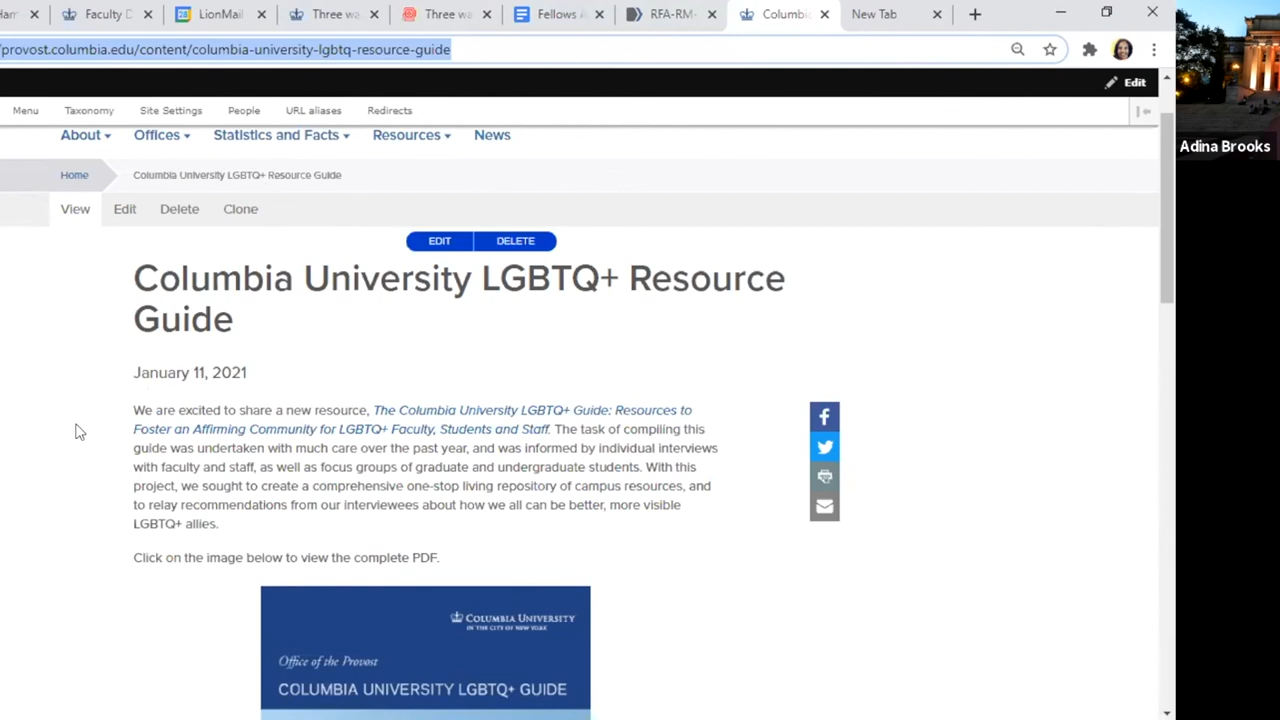 Faculty D
LionMail
Three wa
Three wa
Fellows
RFA-RM-
Columbi
New Tab
/provost.columbia.edu/content/columbia-university-lgbtq-resource-guide
Edit
Menu Taxonomy Site Settings People URL aliases Redirects
About Offices Statistics and Facts Resources News
Home Columbia University LGBTQ+ Resource Guide
View Edit Delete Clone
EDIT DELETE
Columbia University LGBTQ+ Resource
Guide
January 11, 2021
We are excited to share a new resource, The Columbia University LGBTQ+ Guide: Resources to
Foster an Affirming Community for LGBTQ+ Faculty, Students and Staff. The task of compiling this
guide was undertaken with much care over the past year, and was informed by individual interviews
with faculty and staff, as well as focus groups of graduate and undergraduate students. With this
project, we sought to create a comprehensive one-stop living repository of campus resources, and
to relay recommendations from our interviewees about how we all can be better, more visible
LGBTQ+ allies.
Click on the image below to view the complete PDF.
COLUMBIA UNIVERSITY
IN THE CITY OF NEW YORK
Office of the Provost
COLUMBIA UNIVERSITY LGBTQ+ GUIDE
Adina Brooks